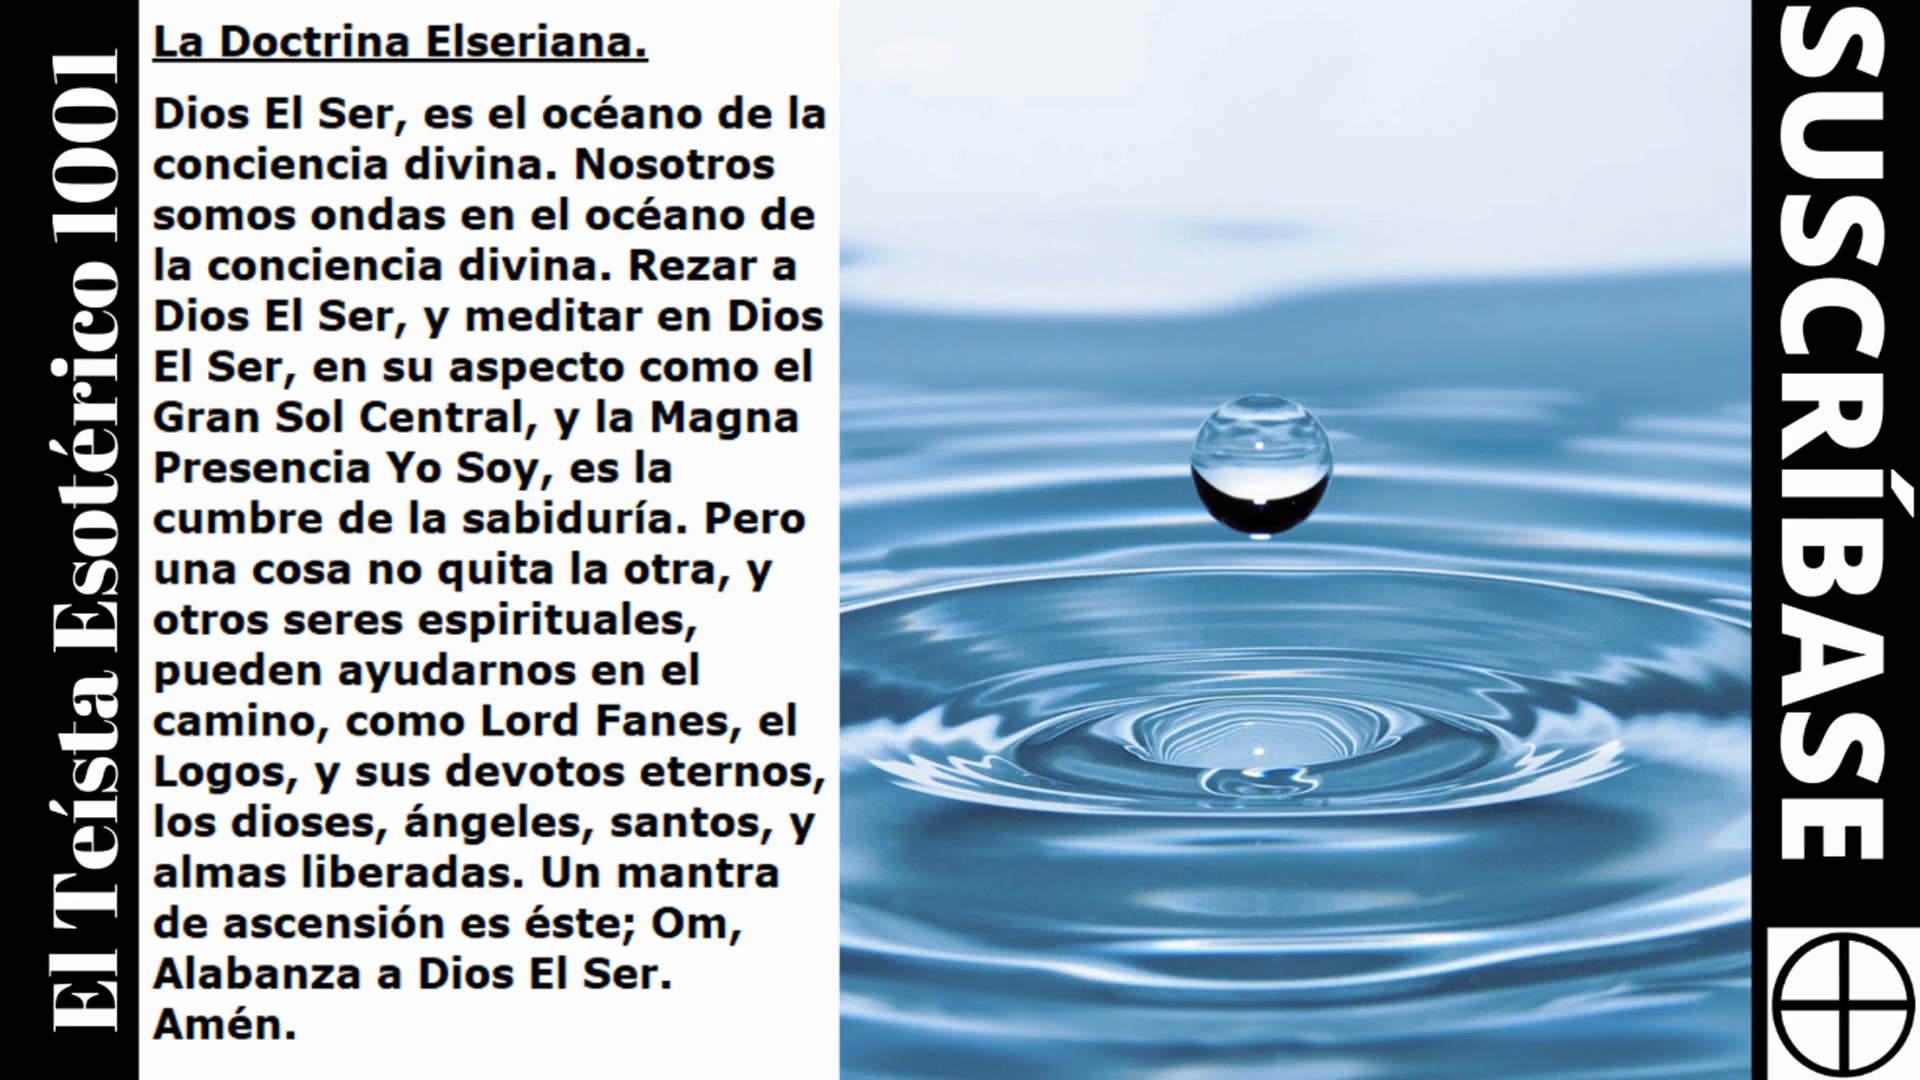 El Teísta Esotérico 1001
La Doctrina Elseriana.
Dios El Ser, es el océano de la
conciencia divina. Nosotros
somos ondas en el océano de
la conciencia divina. Rezar a
Dios El Ser, y meditar en Dios
El Ser, en su aspecto como el
Gran Sol Central, y la Magna
Presencia Yo Soy, es la
cumbre de la sabiduría. Pero
una cosa no quita la otra, y
otros seres espirituales,
pueden ayudarnos en el
camino, como Lord Fanes, el
Logos, y sus devotos eternos,
los dioses, ángeles, santos, y
almas liberadas. Un mantra
de ascensión es éste; Om,
Alabanza a Dios El Ser.
Amén.
SUSCRÍBASE